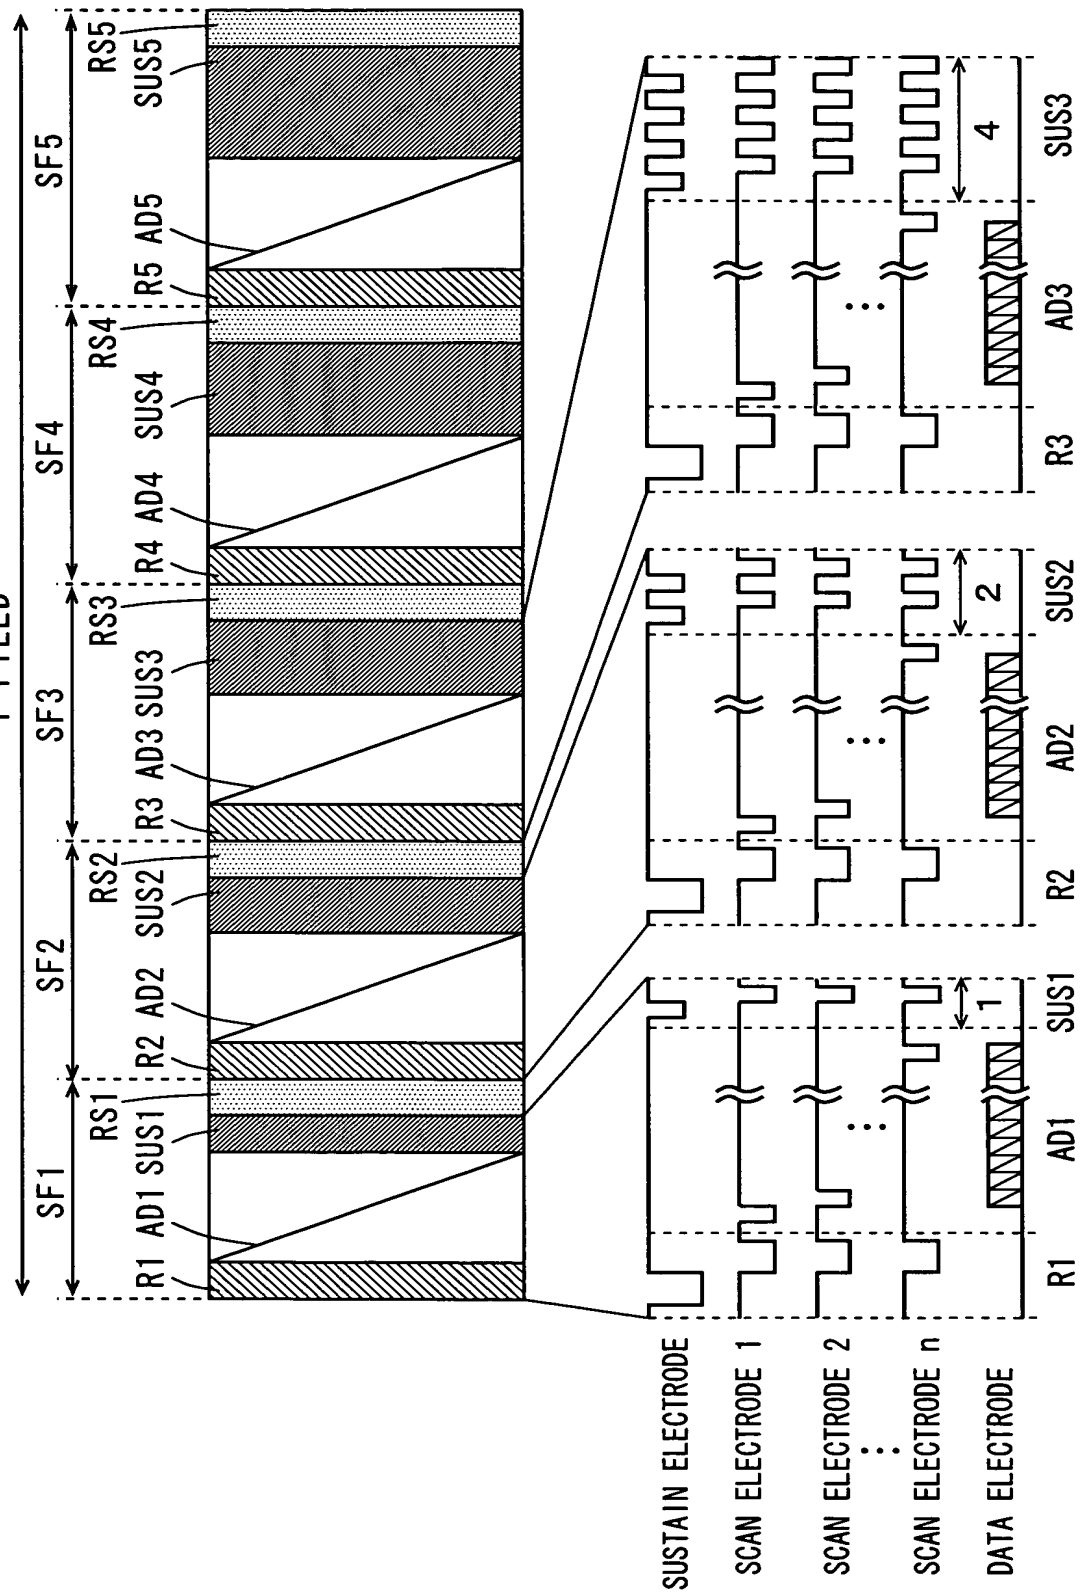 1 FIELD
SF1 SF2 SF3 SF4 SF5
RS1 RS2 RS3 RS4 RS5
R1 AD1 SUS1 R2 AD2 SUS2 R3 AD3 SUS3 R4 AD4 SUS4 R5 AD5 SUS5
SUSTAIN ELECTRODE
SCAN ELECTRODE 1
SCAN ELECTRODE 2
SCAN ELECTRODE n
DATA ELECTRODE
1 2 4
R1 AD1 SUS1 R2 AD2 SUS2 R3 AD3 SUS3